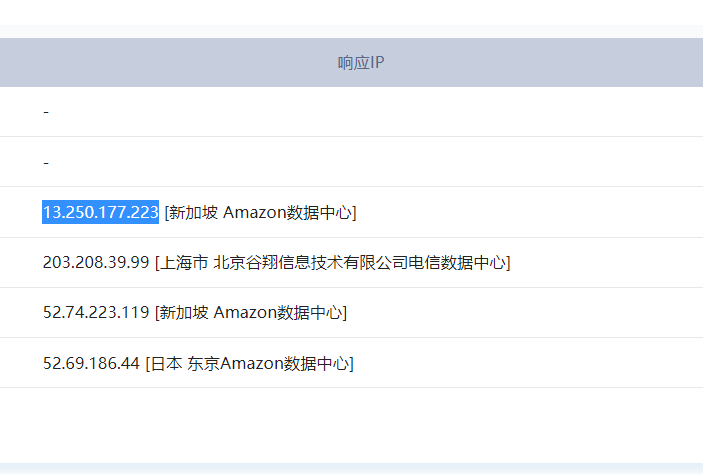 响应IP
-
-
13.250.177.223 [新加坡 Amazon数据中心]
203.208.39.99 [上海市 北京谷翔信息技术有限公司电信数据中心]
52.74.223.119 [新加坡 Amazon数据中心]
52.69.186.44 [日本 东京Amazon数据中心]